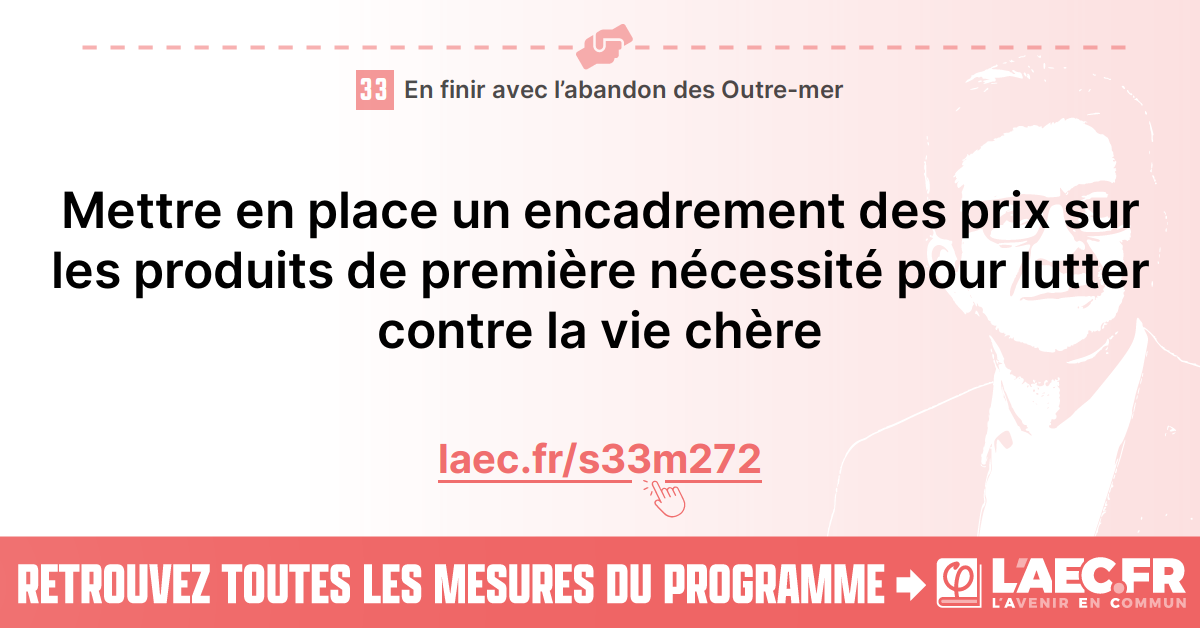 33 En finir avec l’abandon des Outre-mer
Mettre en place un encadrement des prix sur
les produits de première nécessité pour lutter
contre la vie chère
laec.fr/s33m272
RETROUVEZ TOUTES LES MESURES DU PROGRAMME
L'AEC.FR
L'AVENIR EN COMMUN